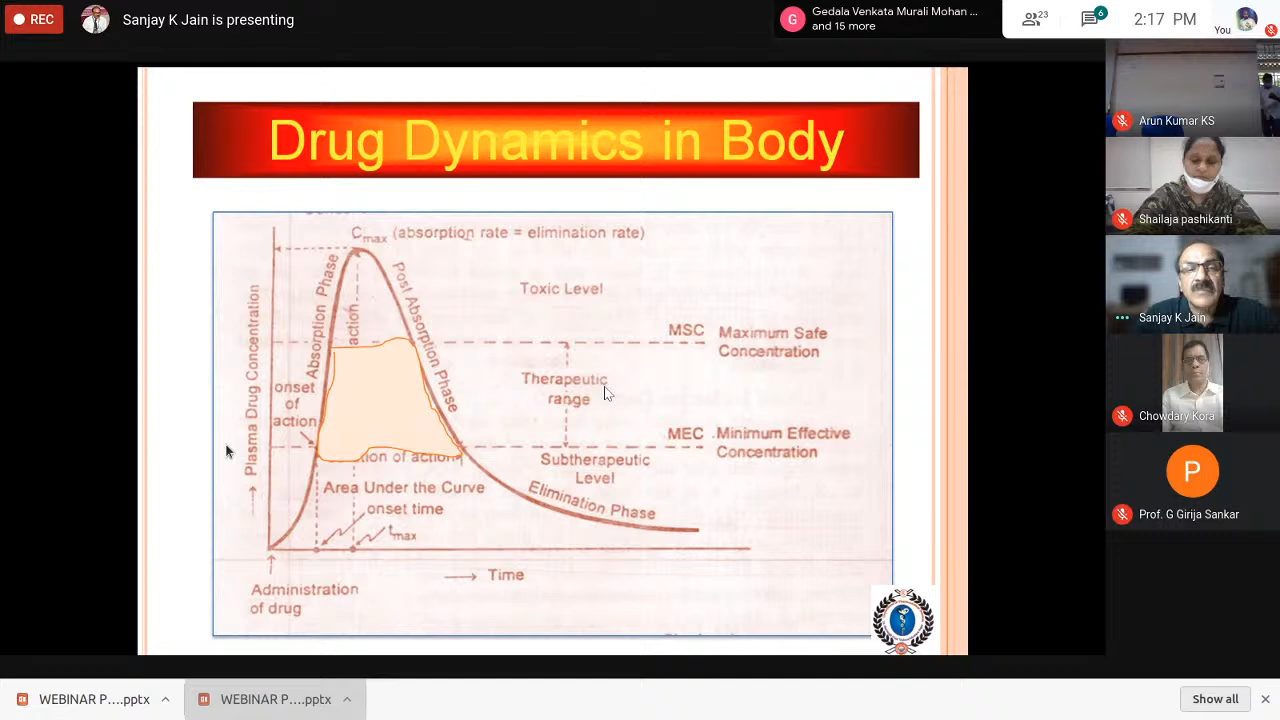 REC
Sanjay K Jain is presenting
G
Gedala Venkata Murali Mohan ...
and 15 more
23
6
2:17 PM
You
Drug Dynamics in Body
Cmax (absorption rate = elimination rate)
Absorption Phase
action
Post Absorption Phase
Toxic Level
MSC Maximum Safe
Concentration
Plasma Drug Concentration
onset
of
action
Therapeutic
range
MEC Minimum Effective
Concentration
tion of action
Subtherapeutic
Level
Area Under the Curve
onset time
tmax
Elimination Phase
Time
Administration
of drug
Arun Kumar KS
Shailaja pashikanti
Sanjay K Jain
Chowdary Kora
P
Prof. G Girija Sankar
WEBINAR P....pptx
WEBINAR P....pptx
Show all